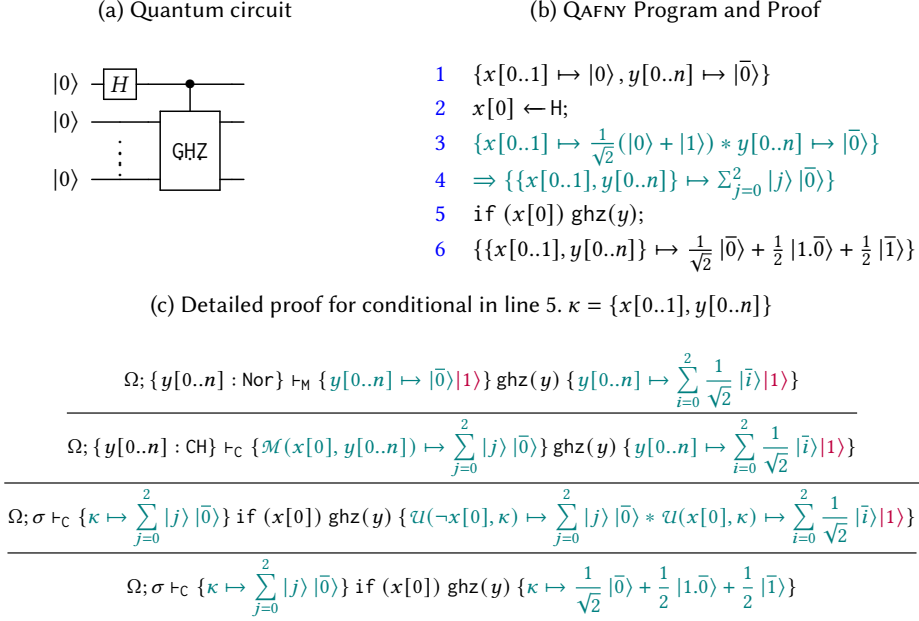 (a) Quantum circuit
(b) QAFNY Program and Proof
|0⟩ H
|0⟩
⋮ GHZ
|0⟩
1 {x[0..1] ↦ |0⟩, y[0..n] ↦ |0̅⟩}
2 x[0] ← H;
3 {x[0..1] ↦ 1/√2 (|0⟩ + |1⟩) * y[0..n] ↦ |0̅⟩}
4 ⇒ {{x[0..1], y[0..n]} ↦ Σ²ⱼ₌₀ |j⟩ |0̅⟩}
5 if (x[0]) ghz(y);
6 {{x[0..1], y[0..n]} ↦ 1/√2 |0̅⟩ + 1/2 |1.0̅⟩ + 1/2 |1̅⟩}
(c) Detailed proof for conditional in line 5. κ = {x[0..1], y[0..n]}
Ω; {y[0..n] : Nor} ⊢M {y[0..n] ↦ |0̅⟩|1⟩} ghz(y) {y[0..n] ↦ Σ²ᵢ₌₀ 1/√2 |i̅⟩|1⟩}
Ω; {y[0..n] : CH} ⊢C {ℳ(x[0], y[0..n]) ↦ Σ²ⱼ₌₀ |j⟩ |0̅⟩} ghz(y) {y[0..n] ↦ Σ²ᵢ₌₀ 1/√2 |i̅⟩|1⟩}
Ω; σ ⊢C {κ ↦ Σ²ⱼ₌₀ |j⟩ |0̅⟩} if (x[0]) ghz(y) {𝒰(¬x[0], κ) ↦ Σ²ⱼ₌₀ |j⟩ |0̅⟩ * 𝒰(x[0], κ) ↦ Σ²ᵢ₌₀ 1/√2 |i̅⟩|1⟩}
Ω; σ ⊢C {κ ↦ Σ²ⱼ₌₀ |j⟩ |0̅⟩} if (x[0]) ghz(y) {κ ↦ 1/√2 |0̅⟩ + 1/2 |1.0̅⟩ + 1/2 |1̅⟩}